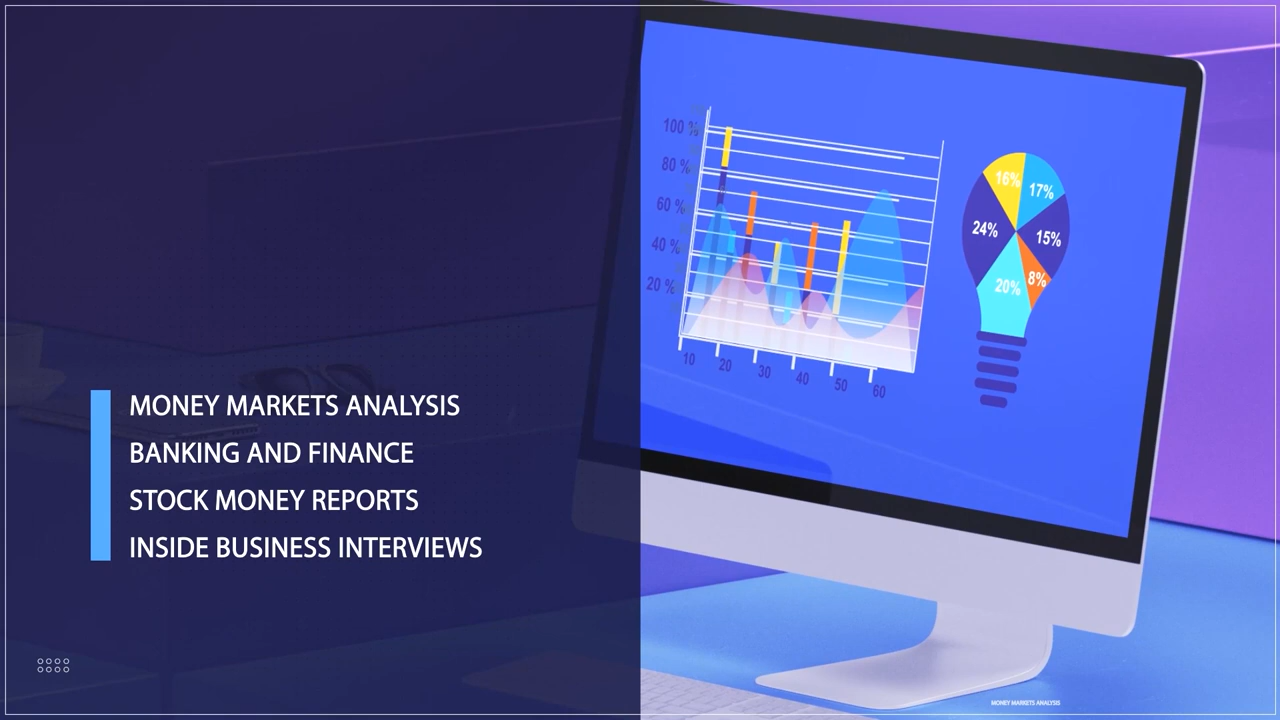 MONEY MARKETS ANALYSIS
BANKING AND FINANCE
STOCK MONEY REPORTS
INSIDE BUSINESS INTERVIEWS
100 %
80 %
60 %
40 %
20 %
10 20 30 40 50 60
16% 17%
24% 15%
20% 8%
MONEY MARKETS ANALYSIS